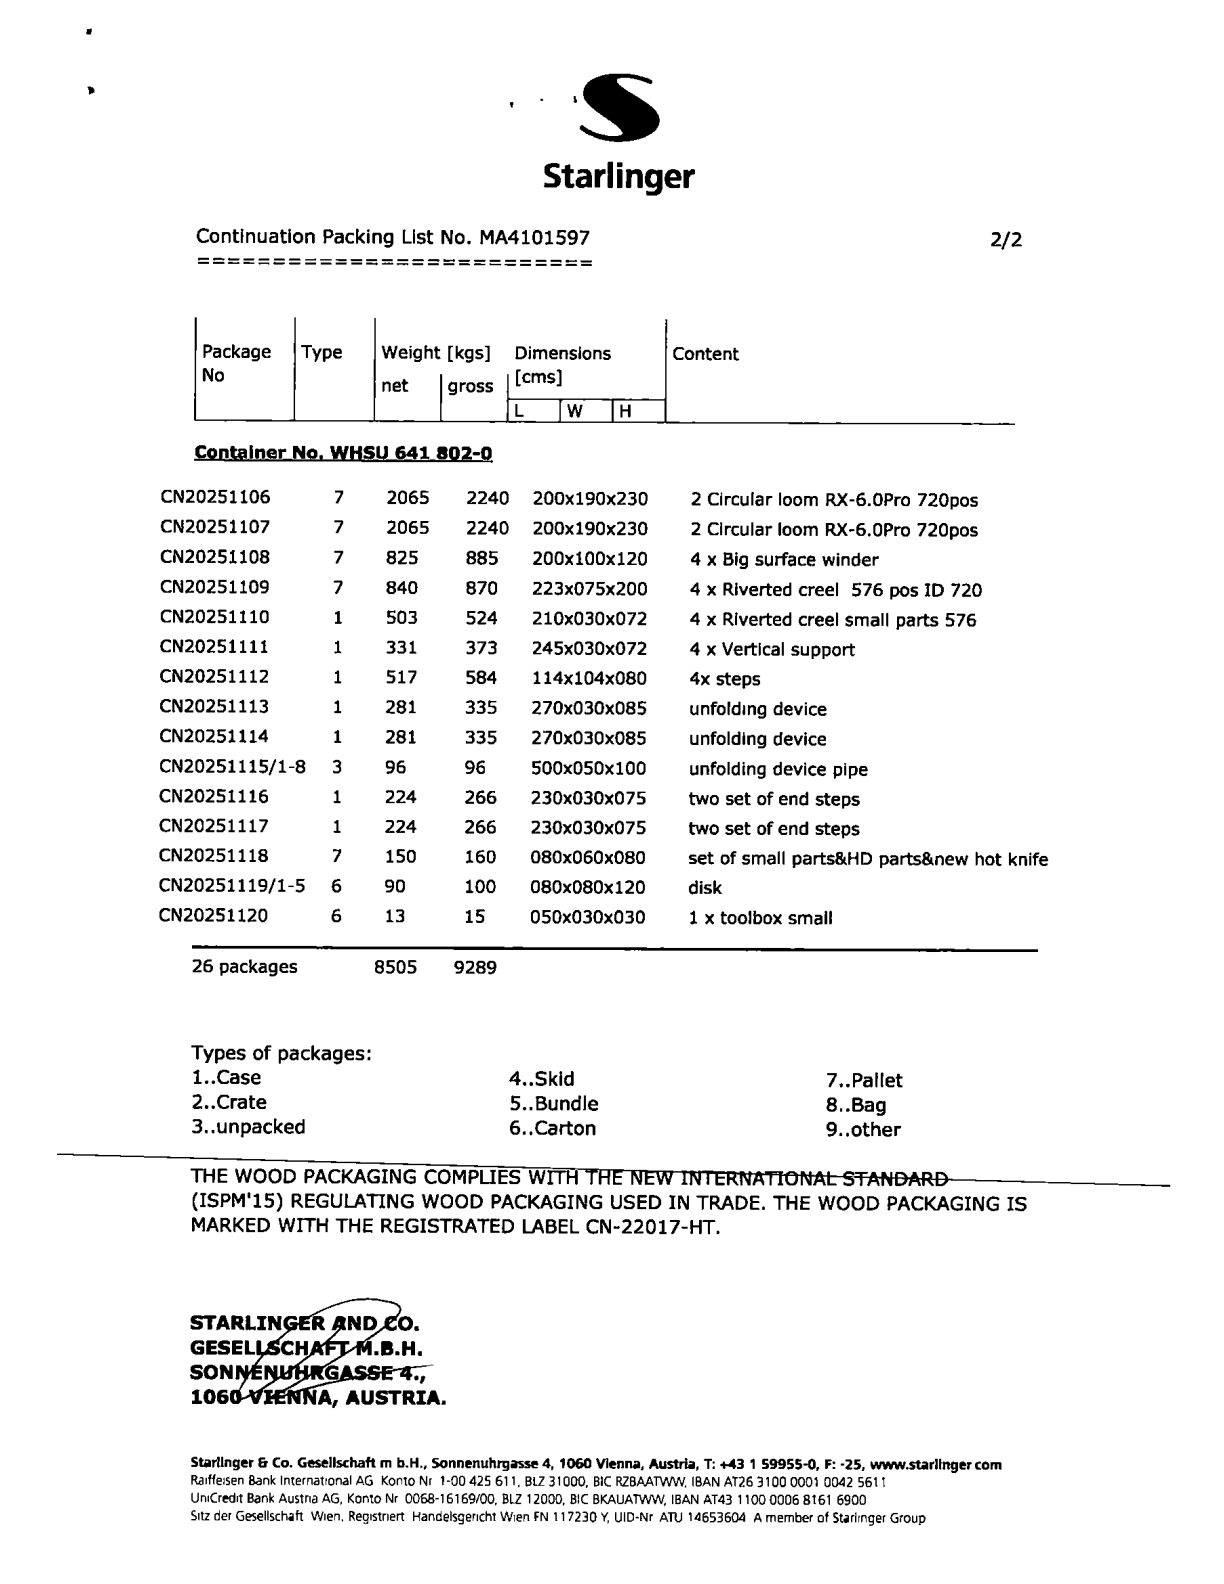 Starlinger
Continuation Packing List No. MA4101597 2/2
==========================
Package No Type Weight [kgs] net gross Dimensions [cms] L W H Content
Container No. WHSU 641 802-0
CN20251106 7 2065 2240 200x190x230 2 Circular loom RX-6.0Pro 720pos
CN20251107 7 2065 2240 200x190x230 2 Circular loom RX-6.0Pro 720pos
CN20251108 7 825 885 200x100x120 4 x Big surface winder
CN20251109 7 840 870 223x075x200 4 x Riverted creel 576 pos ID 720
CN20251110 1 503 524 210x030x072 4 x Riverted creel small parts 576
CN20251111 1 331 373 245x030x072 4 x Vertical support
CN20251112 1 517 584 114x104x080 4x steps
CN20251113 1 281 335 270x030x085 unfolding device
CN20251114 1 281 335 270x030x085 unfolding device
CN20251115/1-8 3 96 96 500x050x100 unfolding device pipe
CN20251116 1 224 266 230x030x075 two set of end steps
CN20251117 1 224 266 230x030x075 two set of end steps
CN20251118 7 150 160 080x060x080 set of small parts&HD parts&new hot knife
CN20251119/1-5 6 90 100 080x080x120 disk
CN20251120 6 13 15 050x030x030 1 x toolbox small
26 packages 8505 9289
Types of packages:
1..Case 4..Skid 7..Pallet
2..Crate 5..Bundle 8..Bag
3..unpacked 6..Carton 9..other
THE WOOD PACKAGING COMPLIES WITH THE NEW INTERNATIONAL STANDARD
(ISPM'15) REGULATING WOOD PACKAGING USED IN TRADE. THE WOOD PACKAGING IS
MARKED WITH THE REGISTRATED LABEL CN-22017-HT.
STARLINGER AND CO.
GESELLSCHAFT M.B.H.
SONNENUHRGASSE 4.,
1060 VIENNA, AUSTRIA.
Starlinger & Co. Gesellschaft m b.H., Sonnenuhrgasse 4, 1060 Vienna, Austria, T: +43 1 59955-0, F: -25, www.starlinger com
Raiffeisen Bank International AG Konto Nr 1-00 425 611, BLZ 31000, BIC RZBAATWW, IBAN AT26 3100 0001 0042 5611
UniCredit Bank Austria AG, Konto Nr 0068-16169/00, BLZ 12000, BIC BKAUATWW, IBAN AT43 1100 0006 8161 6900
Sitz der Gesellschaft Wien, Registriert Handelsgericht Wien FN 117230 Y, UID-Nr ATU 14653604 A member of Starlinger Group